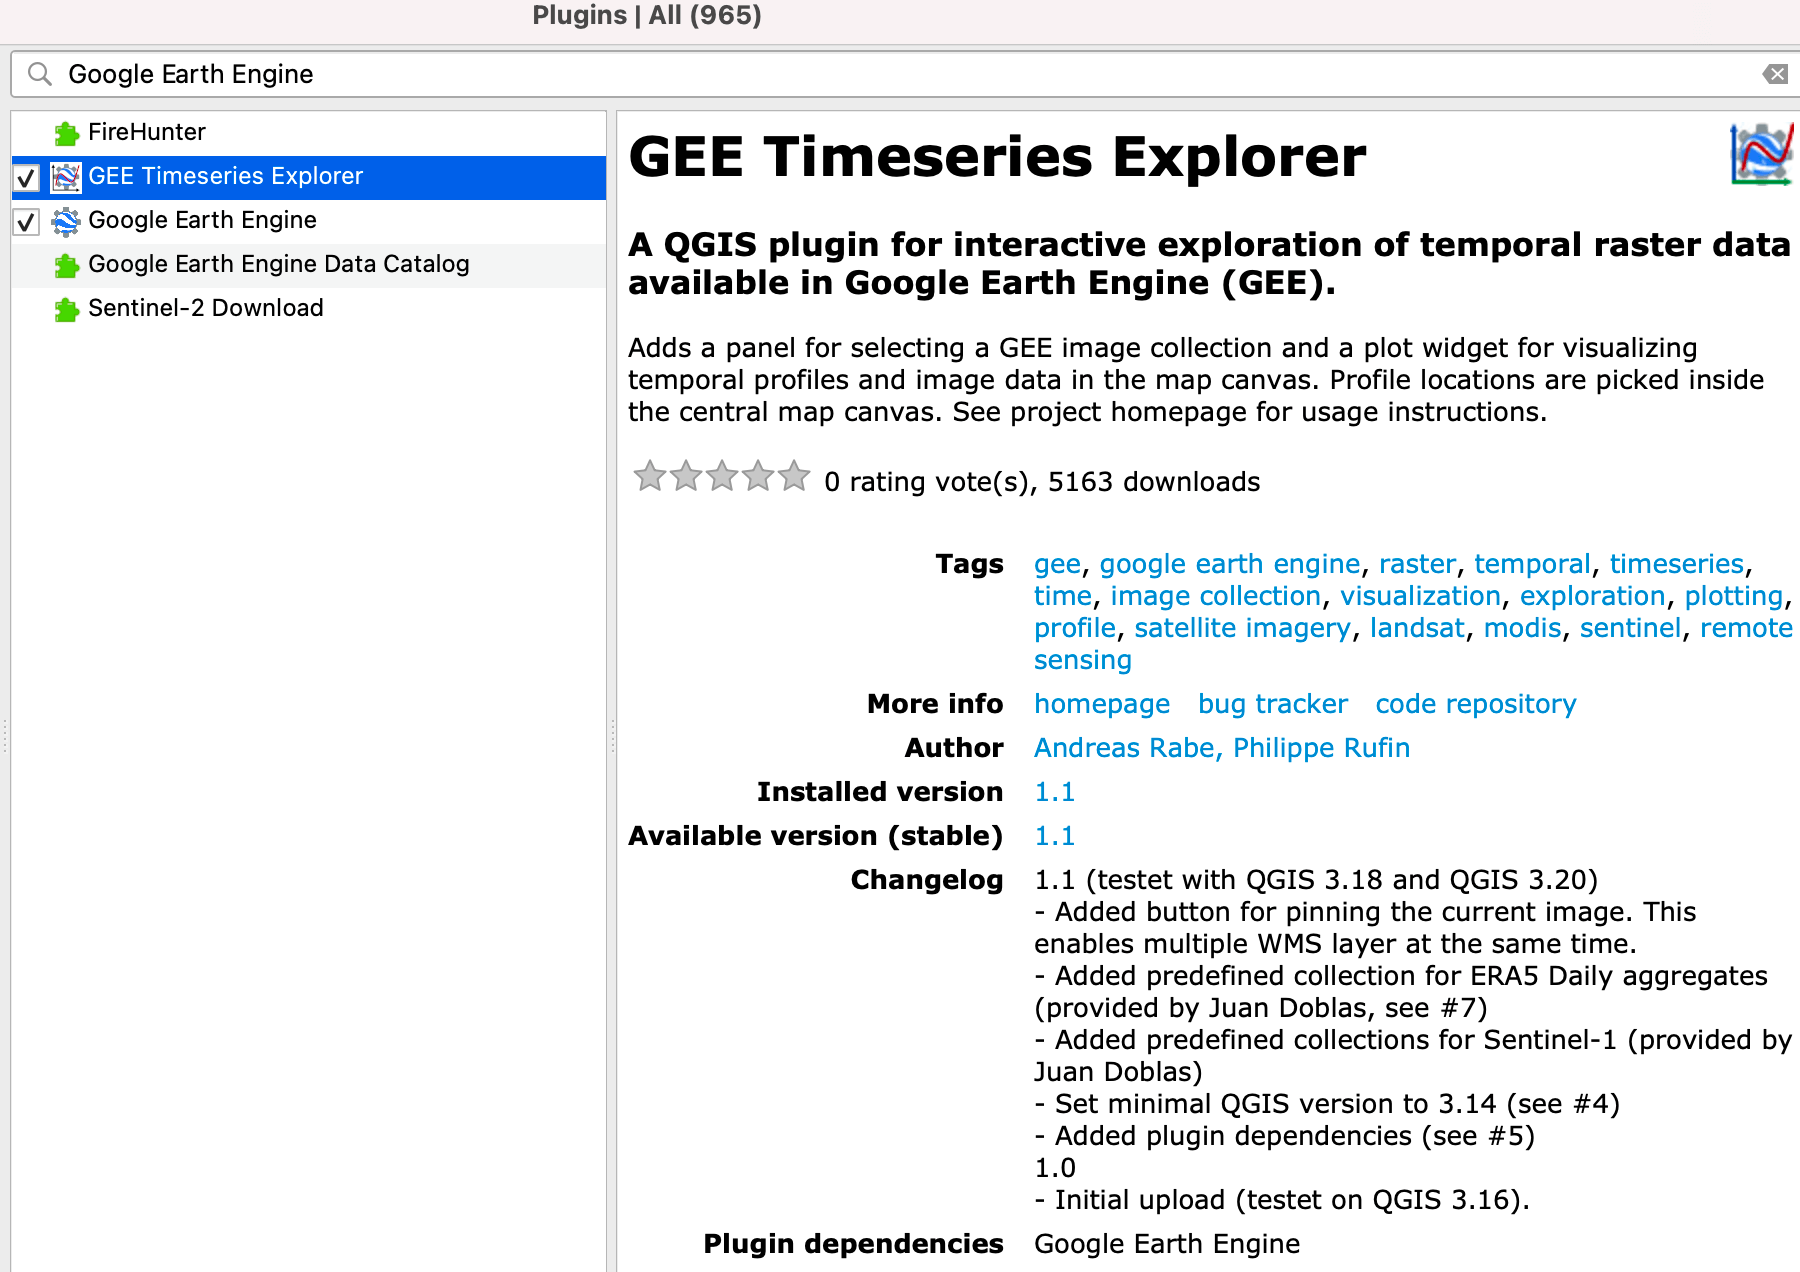 Plugins | All (965)
Google Earth Engine
FireHunter
GEE Timeseries Explorer
Google Earth Engine
Google Earth Engine Data Catalog
Sentinel-2 Download
GEE Timeseries Explorer
A QGIS plugin for interactive exploration of temporal raster data
available in Google Earth Engine (GEE).
Adds a panel for selecting a GEE image collection and a plot widget for visualizing
temporal profiles and image data in the map canvas. Profile locations are picked inside
the central map canvas. See project homepage for usage instructions.
0 rating vote(s), 5163 downloads
Tags gee, google earth engine, raster, temporal, timeseries,
time, image collection, visualization, exploration, plotting,
profile, satellite imagery, landsat, modis, sentinel, remote
sensing
More info homepage bug tracker code repository
Author Andreas Rabe, Philippe Rufin
Installed version 1.1
Available version (stable) 1.1
Changelog 1.1 (testet with QGIS 3.18 and QGIS 3.20)
- Added button for pinning the current image. This
enables multiple WMS layer at the same time.
- Added predefined collection for ERA5 Daily aggregates
(provided by Juan Doblas, see #7)
- Added predefined collections for Sentinel-1 (provided by
Juan Doblas)
- Set minimal QGIS version to 3.14 (see #4)
- Added plugin dependencies (see #5)
1.0
- Initial upload (testet on QGIS 3.16).
Plugin dependencies Google Earth Engine